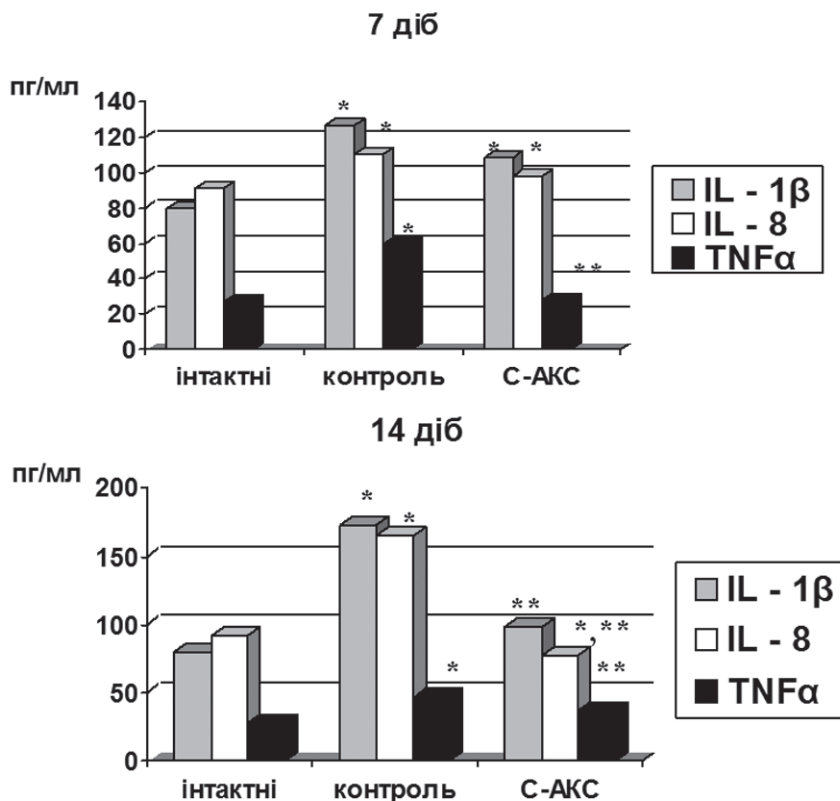 7 діб
пг/мл
140
120
100
80
60
40
20
0
* * * * * **
інтактні контроль С-АКС
IL - 1β
IL - 8
TNFα
14 діб
пг/мл
200
150
100
50
0
* * * ** *,** **
інтактні контроль С-АКС
IL - 1β
IL - 8
TNFα